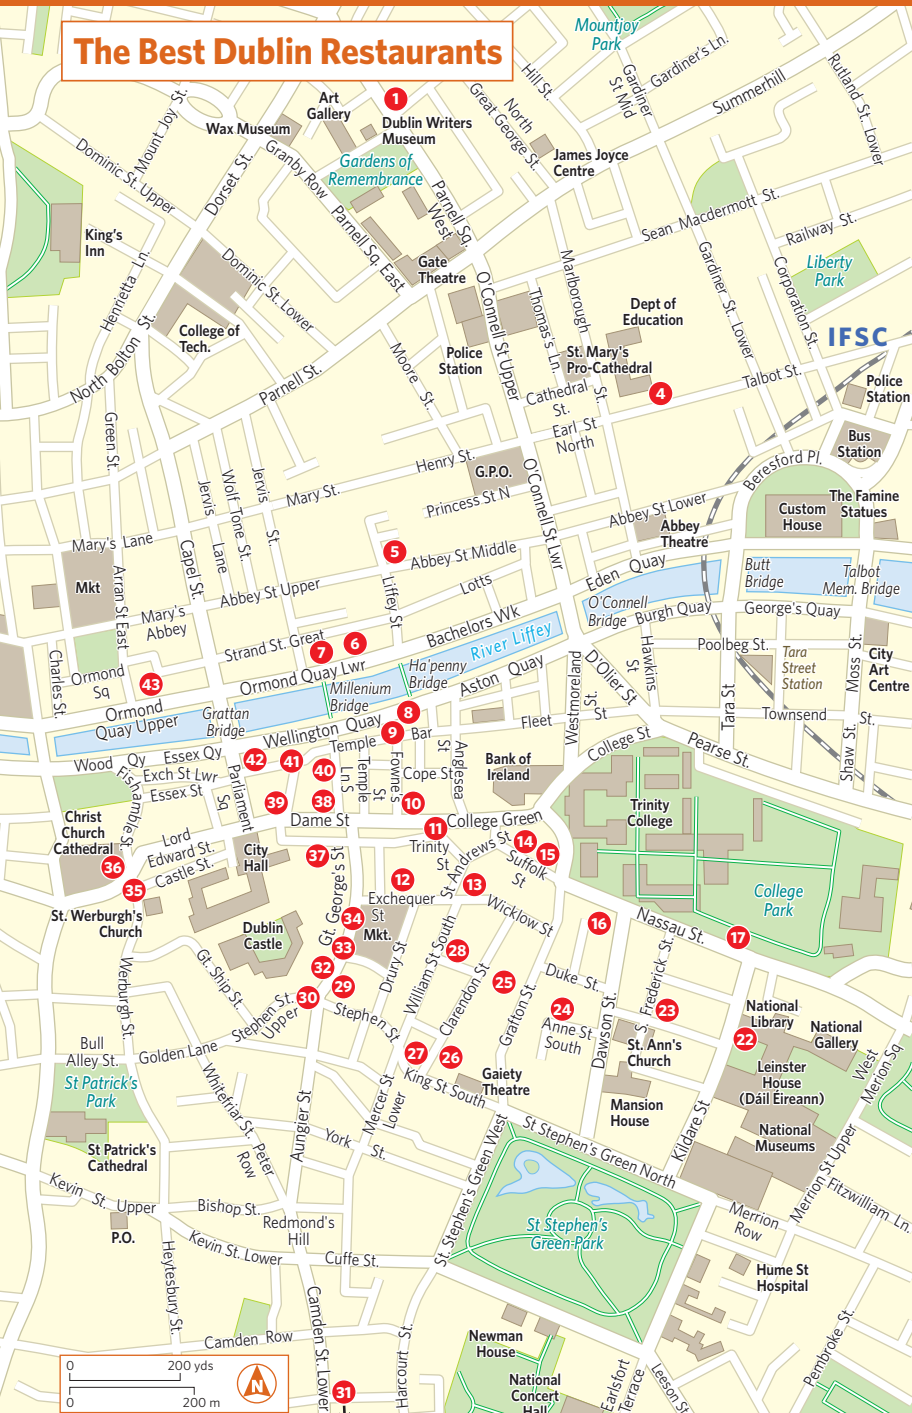 The Best Dublin Restaurants
Mountjoy
Park
Gardiner's Ln.
Gardiner
St Mid
Hill St.
Summerhill
Rutland St. Lower
North
Great George's St.
1
Art
Gallery
Dublin Writers
Museum
Wax Museum
Mount Joy St.
Dominic St. Upper
Dorset St.
Granby Row
Gardens of
Remembrance
James Joyce
Centre
Parnell Sq.
West
Parnell Sq. East
Sean Macdermott St.
Railway St.
Liberty
Park
King's
Inn
Henrietta Ln.
Dominic St. Lower
Gate
Theatre
O'Connell St Upper
Marlborough
St.
Thomas's Ln.
Gardiner St. Lower
Corporation St.
Dept of
Education
IFSC
College of
Tech.
North Bolton St.
Moore St.
Police
Station
St. Mary's
Pro-Cathedral
Cathedral
St.
4
Talbot St.
Police
Station
Parnell St.
Green St.
Earl St
North
Bus
Station
Henry St.
G.P.O.
O'Connell St Lwr
Beresford Pl.
Jervis
Wolf Tone St.
Jervis
St.
Mary St.
Princess St N
Custom
House
The Famine
Statues
Abbey St Lower
Abbey
Theatre
Mary's Lane
Lane
Capel St.
5
Abbey St Middle
Mkt
Arran St East
Abbey St Upper
Liffey St
Lotts
Eden Quay
Butt
Bridge
Talbot
Mem. Bridge
O'Connell
Bridge
Burgh Quay
George's Quay
Mary's
Abbey
Strand St. Great
7
6
Bachelors Wk
River Liffey
Poolbeg St.
Hawkins
St
Tara
Street
Station
Moss St.
City
Art
Centre
Charles St.
Ormond
Sq
43
Ormond Quay Lwr
Ha'penny
Bridge
Millenium
Bridge
Aston Quay
Westmoreland
St.
D'Olier St
Tara St
Ormond
Quay Upper
Grattan
Bridge
8
Townsend St.
Wellington Quay
9
Temple Bar
Fleet St
College St
Pearse St.
Shaw St.
Wood Qy
Essex Qy
Exch St Lwr
Essex St
42
41
40
Temple
Ln S
Temple
St
Fowne's
St
Anglesea
Cope St
Bank of
Ireland
Fishamble St
Parliament
Sq
39
38
10
Dame St
College Green
Trinity
College
Christ
Church
Cathedral
Lord
Edward St.
Castle St.
City
Hall
37
11
Trinity
St
St Andrews St.
14
15
Suffolk
St
36
35
12
13
Exchequer
St
Wicklow St
College
Park
St. Werburgh's
Church
Gt. George's St
34
Mkt.
16
Nassau St.
17
Dublin
Castle
33
32
Drury St
William St South
28
Clarendon St
25
Duke St.
S. Frederick St.
Werburgh St.
Gt. Ship St.
29
30
Stephen St.
Upper
Stephen St
Grafton St.
24
Anne St
South
Dawson St.
23
National
Library
National
Gallery
22
Bull
Alley St.
Golden Lane
St. Ann's
Church
27
26
Gaiety
Theatre
Leinster
House
(Dáil Éireann)
West
Merion Sq
St Patrick's
Park
Whitefriar St.
Aungier St
Mercer St
Lower
King St South
Mansion
House
Kildare St
National
Museums
St Patrick's
Cathedral
Peter
Row
York St.
St Stephen's Green West
St Stephen's Green North
Merrion St Upper
Fitzwilliam Ln.
Kevin St. Upper
P.O.
Bishop St.
Redmond's
Hill
Merrion
Row
St Stephen's
Green-Park
Kevin St. Lower
Cuffe St.
Heytesbury St.
Hume St
Hospital
Camden St. Lower
Harcourt St.
Camden Row
Newman
House
Pembroke St.
National
Concert
Hall
Earlsfort
Terrace
Leeson St
31
0 200 yds
0 200 m
N